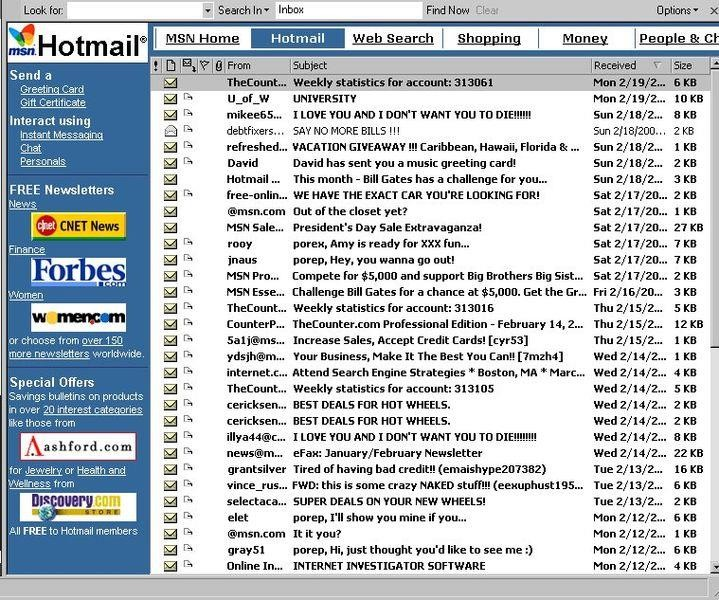 Look for: Search In Inbox Find Now Clear Options
msn Hotmail® MSN Home Hotmail Web Search Shopping Money People & C
Send a
Greeting Card
Gift Certificate
Interact using
Instant Messaging
Chat
Personals
FREE Newsletters
News
c|net CNET News
Finance
Forbes
.com
Women
women.com
or choose from over 150
more newsletters worldwide.
Special Offers
Savings bulletins on products
in over 20 interest categories
like those from
Ashford.com
for Jewelry or Health and
Wellness from
Discovery.com
STORE
All FREE to Hotmail members
! From Subject Received Size
TheCount... Weekly statistics for account: 313061 Mon 2/19/2... 6 KB
U_of_W UNIVERSITY Mon 2/19/2... 10 KB
mikee65... I LOVE YOU AND I DON'T WANT YOU TO DIE!!!!!! Sun 2/18/2... 8 KB
debtfixers... SAY NO MORE BILLS !!! Sun 2/18/200... 2 KB
refreshed... VACATION GIVEAWAY !!! Caribbean, Hawaii, Florida & ... Sun 2/18/2... 1 KB
David David has sent you a music greeting card! Sun 2/18/2... 2 KB
Hotmail ... This month - Bill Gates has a challenge for you... Sun 2/18/2... 3 KB
free-onlin... WE HAVE THE EXACT CAR YOU'RE LOOKING FOR! Sat 2/17/20... 2 KB
@msn.com Out of the closet yet? Sat 2/17/20... 1 KB
MSN Sale... President's Day Sale Extravaganza! Sat 2/17/20... 27 KB
rooy porex, Amy is ready for XXX fun... Sat 2/17/20... 7 KB
jnaus porep, Hey, you wanna go out! Sat 2/17/20... 7 KB
MSN Pro... Compete for $5,000 and support Big Brothers Big Sist... Sat 2/17/20... 2 KB
MSN Esse... Challenge Bill Gates for a chance at $5,000. Get the Gr... Fri 2/16/20... 3 KB
TheCount... Weekly statistics for account: 313016 Thu 2/15/2... 6 KB
CounterP... TheCounter.com Professional Edition - February 14, 2... Thu 2/15/2... 12 KB
5a1j@ms... Increase Sales, Accept Credit Cards! [cyr53] Thu 2/15/2... 4 KB
ydsjh@m... Your Business, Make It The Best You Can!! [7mzh4] Wed 2/14/2... 4 KB
internet.c... Attend Search Engine Strategies * Boston, MA * Marc... Wed 2/14/2... 4 KB
TheCount... Weekly statistics for account: 313105 Wed 2/14/2... 6 KB
cericksen... BEST DEALS FOR HOT WHEELS. Wed 2/14/2... 2 KB
cericksen... BEST DEALS FOR HOT WHEELS. Wed 2/14/2... 2 KB
illya44@c... I LOVE YOU AND I DON'T WANT YOU TO DIE!!!!!!!! Wed 2/14/2... 8 KB
news@m... eFax: January/February Newsletter Wed 2/14/2... 22 KB
grantsilver Tired of having bad credit!! (emaishype207382) Tue 2/13/2... 16 KB
vince_rus... FWD: this is some crazy NAKED stuff!!! (eexuphust195... Tue 2/13/2... 6 KB
selectaca... SUPER DEALS ON YOUR NEW WHEELS! Tue 2/13/2... 2 KB
elet porep, I'll show you mine if you... Mon 2/12/2... 6 KB
@msn.com It it you? Mon 2/12/2... 1 KB
gray51 porep, Hi, just thought you'd like to see me :) Mon 2/12/2... 6 KB
Online In... INTERNET INVESTIGATOR SOFTWARE Mon 2/12/2... 4 KB